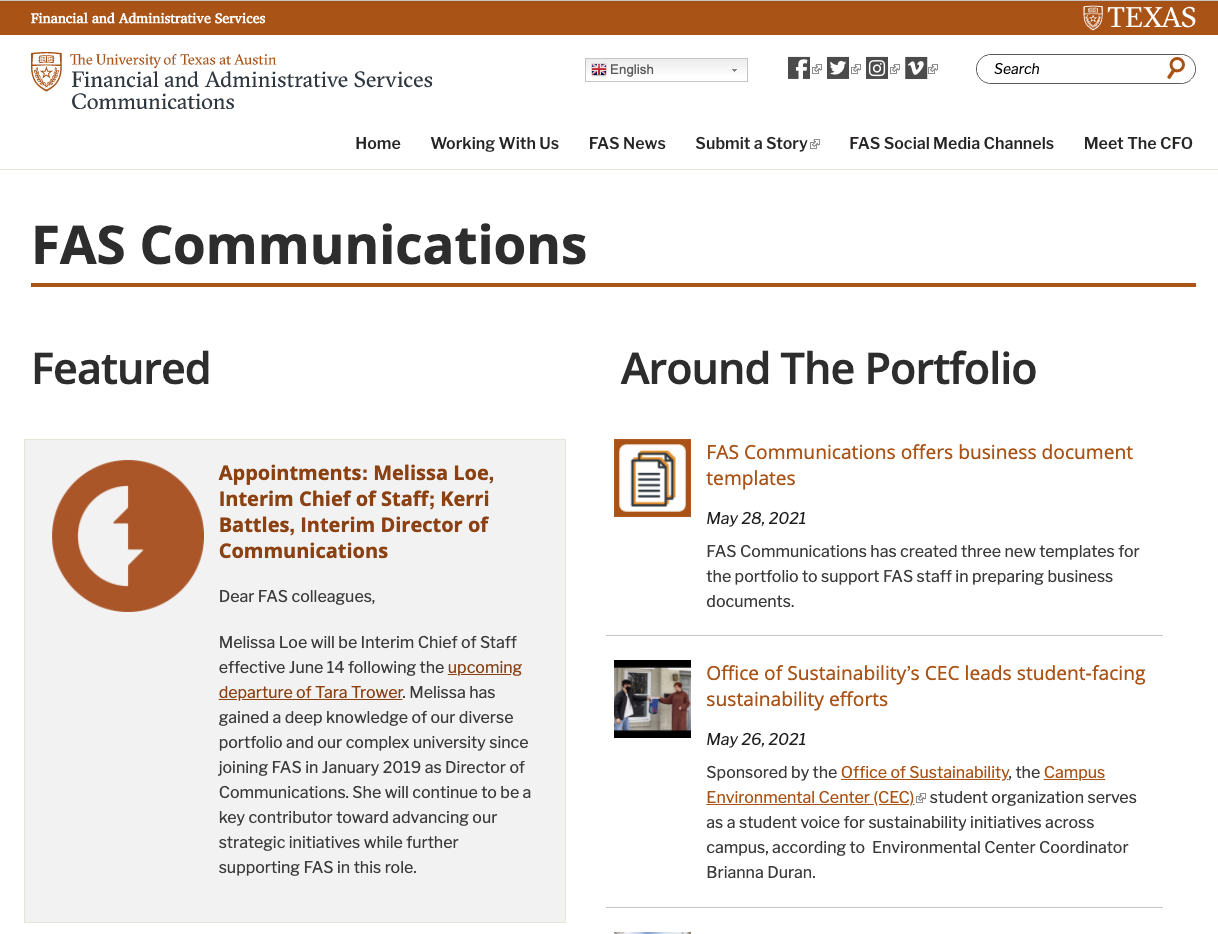 Financial and Administrative Services
TEXAS
The University of Texas at Austin
Financial and Administrative Services
Communications
English
Search
Home
Working With Us
FAS News
Submit a Story
FAS Social Media Channels
Meet The CFO
FAS Communications
Featured
Appointments: Melissa Loe,
Interim Chief of Staff; Kerri
Battles, Interim Director of
Communications
Dear FAS colleagues,
Melissa Loe will be Interim Chief of Staff
effective June 14 following the upcoming
departure of Tara Trower. Melissa has
gained a deep knowledge of our diverse
portfolio and our complex university since
joining FAS in January 2019 as Director of
Communications. She will continue to be a
key contributor toward advancing our
strategic initiatives while further
supporting FAS in this role.
Around The Portfolio
FAS Communications offers business document
templates
May 28, 2021
FAS Communications has created three new templates for
the portfolio to support FAS staff in preparing business
documents.
Office of Sustainability’s CEC leads student-facing
sustainability efforts
May 26, 2021
Sponsored by the Office of Sustainability, the Campus
Environmental Center (CEC) student organization serves
as a student voice for sustainability initiatives across
campus, according to  Environmental Center Coordinator
Brianna Duran.